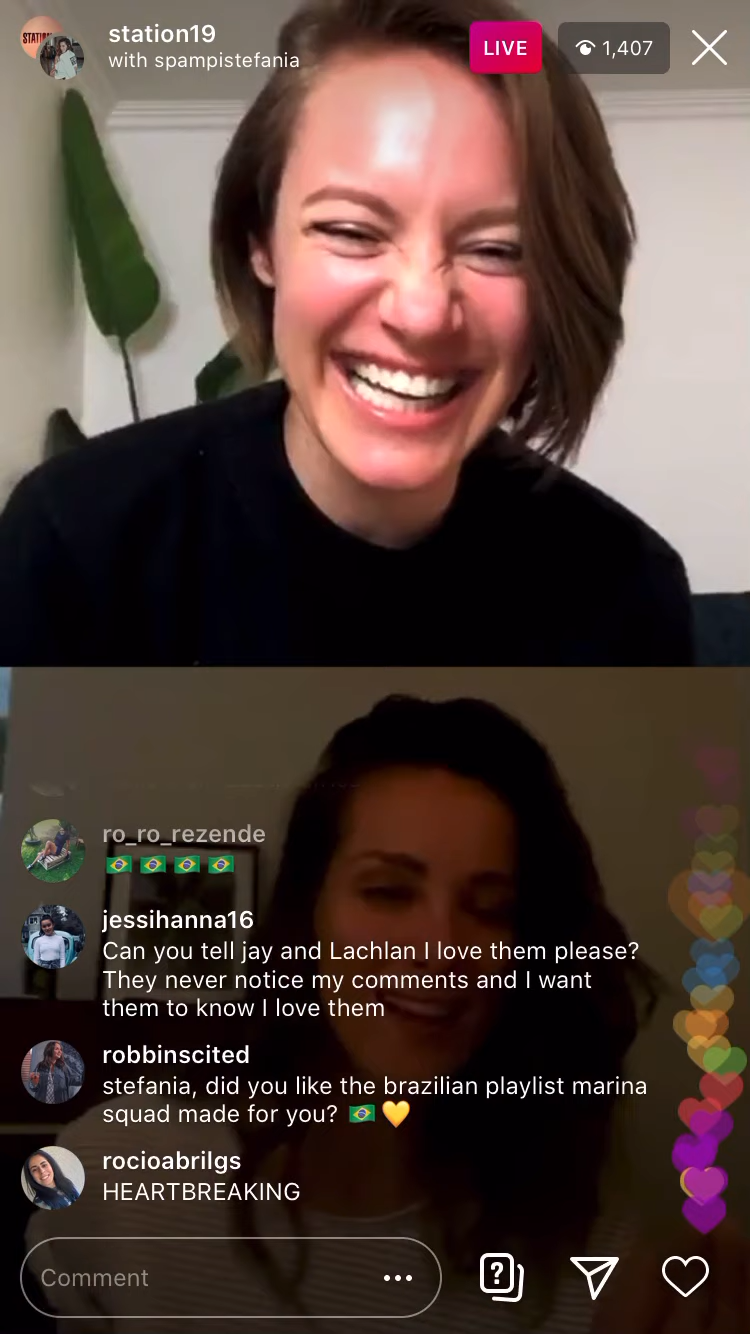 station19
with spampistefania
LIVE
1,407
ro_ro_rezende
🇧🇷 🇧🇷 🇧🇷 🇧🇷
jessihanna16
Can you tell jay and Lachlan I love them please?
They never notice my comments and I want
them to know I love them
robbinscited
stefania, did you like the brazilian playlist marina
squad made for you? 🇧🇷 💛
rocioabrilgs
HEARTBREAKING
Comment